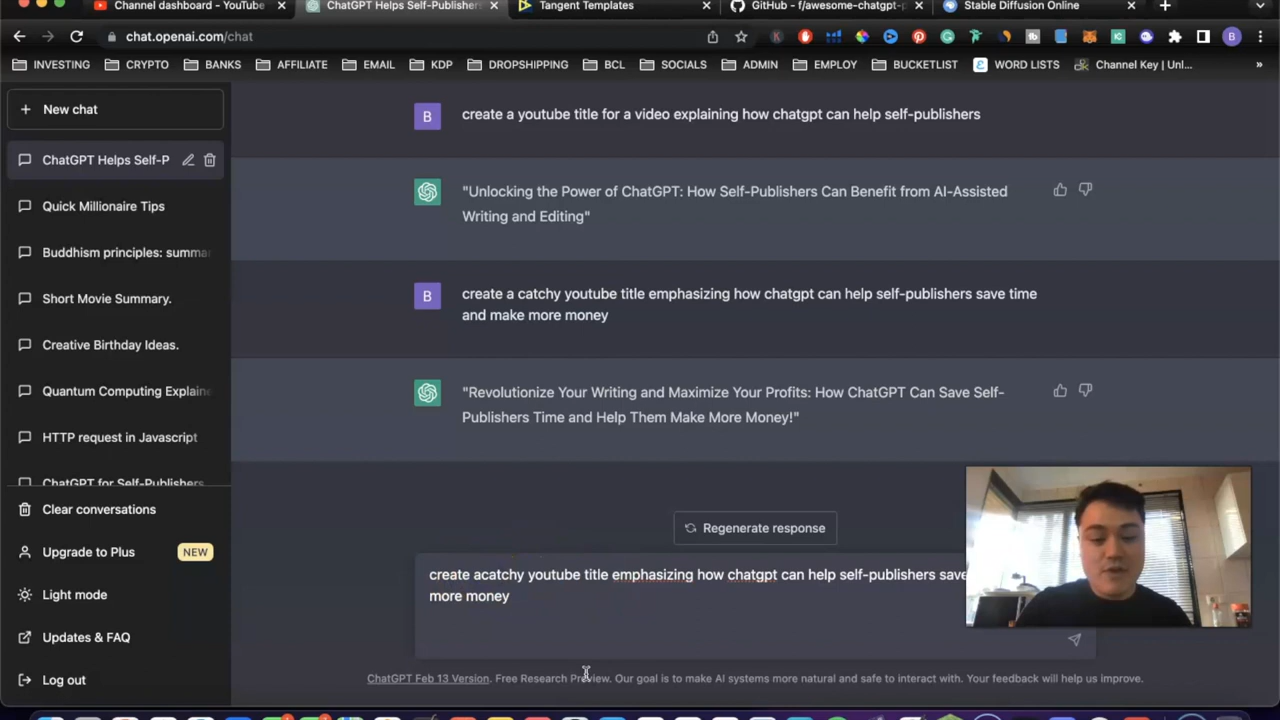 Channel dashboard - YouTube
ChatGPT Helps Self-Publishers
Tangent Templates
GitHub - f/awesome-chatgpt-p
Stable Diffusion Online
chat.openai.com/chat
B
INVESTING
CRYPTO
BANKS
AFFILIATE
EMAIL
KDP
DROPSHIPPING
BCL
SOCIALS
ADMIN
EMPLOY
BUCKETLIST
WORD LISTS
Channel Key | Unl...
»
New chat
ChatGPT Helps Self-P
Quick Millionaire Tips
Buddhism principles: summa
Short Movie Summary.
Creative Birthday Ideas.
Quantum Computing Explaine
HTTP request in Javascript
ChatGPT for Self-Publishers
Clear conversations
Upgrade to Plus
NEW
Light mode
Updates & FAQ
Log out
B
create a youtube title for a video explaining how chatgpt can help self-publishers
"Unlocking the Power of ChatGPT: How Self-Publishers Can Benefit from AI-Assisted
Writing and Editing"
B
create a catchy youtube title emphasizing how chatgpt can help self-publishers save time
and make more money
"Revolutionize Your Writing and Maximize Your Profits: How ChatGPT Can Save Self-
Publishers Time and Help Them Make More Money!"
Regenerate response
create acatchy youtube title emphasizing how chatgpt can help self-publishers save
more money
ChatGPT Feb 13 Version. Free Research Preview. Our goal is to make AI systems more natural and safe to interact with. Your feedback will help us improve.